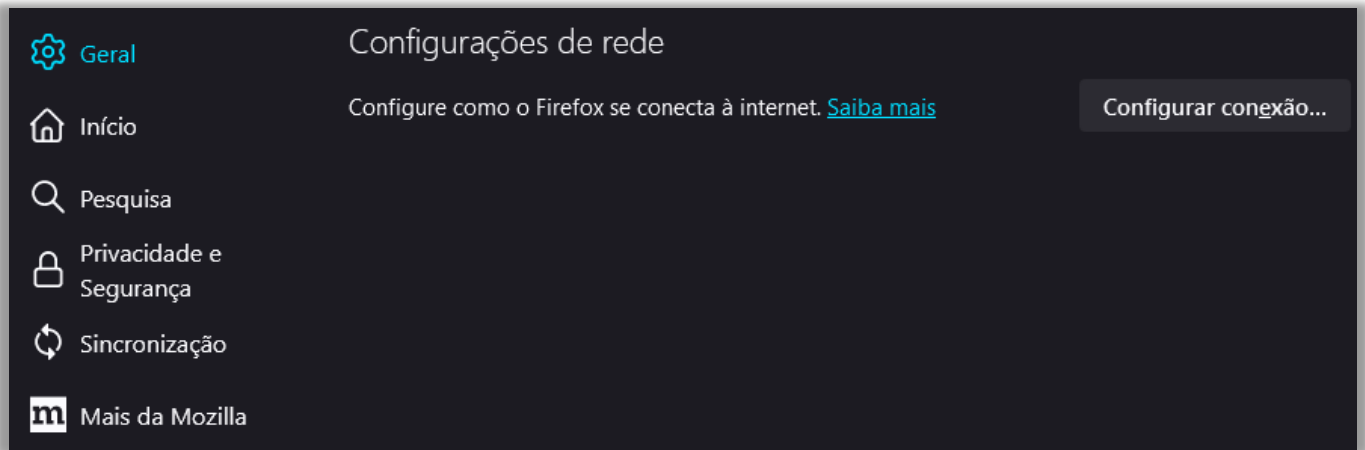 Geral
Início
Pesquisa
Privacidade e
Segurança
Sincronização
m Mais da Mozilla
Configurações de rede
Configure como o Firefox se conecta à internet. Saiba mais
Configurar conexão...